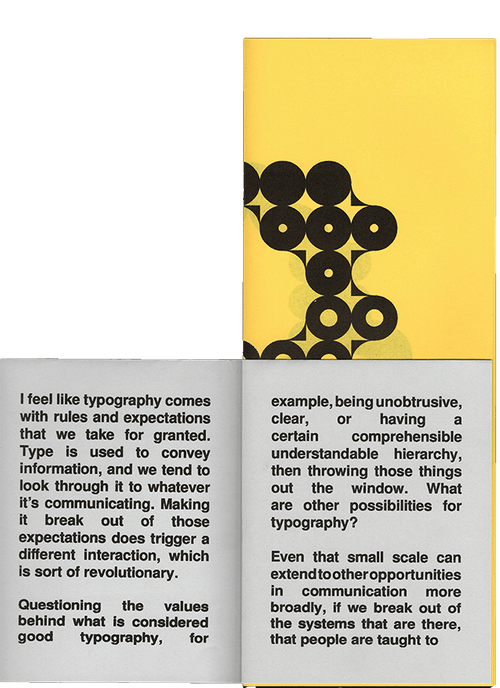 I feel like typography comes
with rules and expectations
that we take for granted.
Type is used to convey
information, and we tend to
look through it to whatever
it's communicating. Making
it break out of those
expectations does trigger a
different interaction, which
is sort of revolutionary.

Questioning the values
behind what is considered
good typography, for
example, being unobtrusive,
clear, or having a
certain comprehensible
understandable hierarchy,
then throwing those things
out the window. What
are other possibilities for
typography?

Even that small scale can
extend to other opportunities
in communication more
broadly, if we break out of
the systems that are there,
that people are taught to